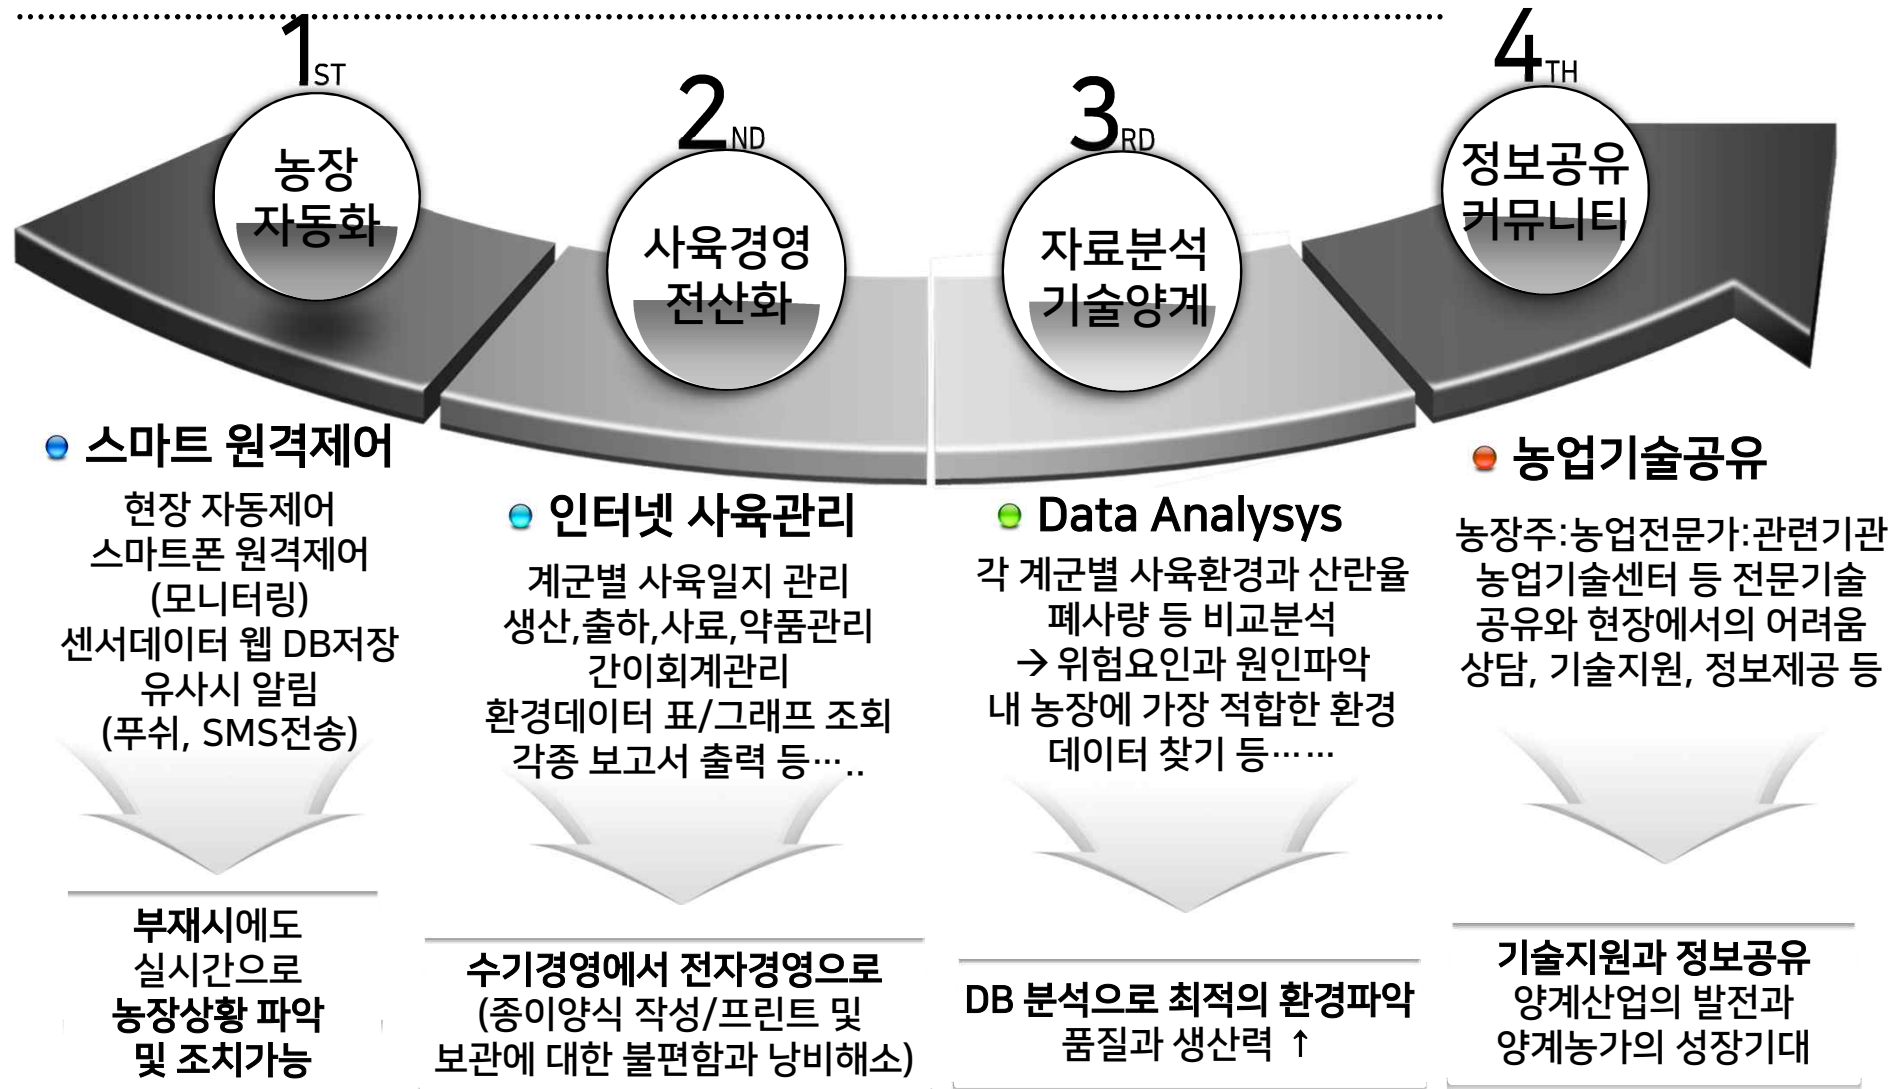 1ST
농장
자동화
스마트 원격제어
현장 자동제어
스마트폰 원격제어
(모니터링)
센서데이터 웹 DB저장
유사시 알림
(푸쉬, SMS전송)
부재시에도
실시간으로
농장상황 파악
및 조치가능
2ND
사육경영
전산화
인터넷 사육관리
계군별 사육일지 관리
생산,출하,사료,약품관리
간이회계관리
환경데이터 표/그래프 조회
각종 보고서 출력 등…..
수기경영에서 전자경영으로
(종이양식 작성/프린트 및
보관에 대한 불편함과 낭비해소)
3RD
자료분석
기술양계
Data Analysys
각 계군별 사육환경과 산란율
폐사량 등 비교분석
→ 위험요인과 원인파악
내 농장에 가장 적합한 환경
데이터 찾기 등……
DB 분석으로 최적의 환경파악
품질과 생산력 ↑
4TH
정보공유
커뮤니티
농업기술공유
농장주:농업전문가:관련기관
농업기술센터 등 전문기술
공유와 현장에서의 어려움
상담, 기술지원, 정보제공 등
기술지원과 정보공유
양계산업의 발전과
양계농가의 성장기대